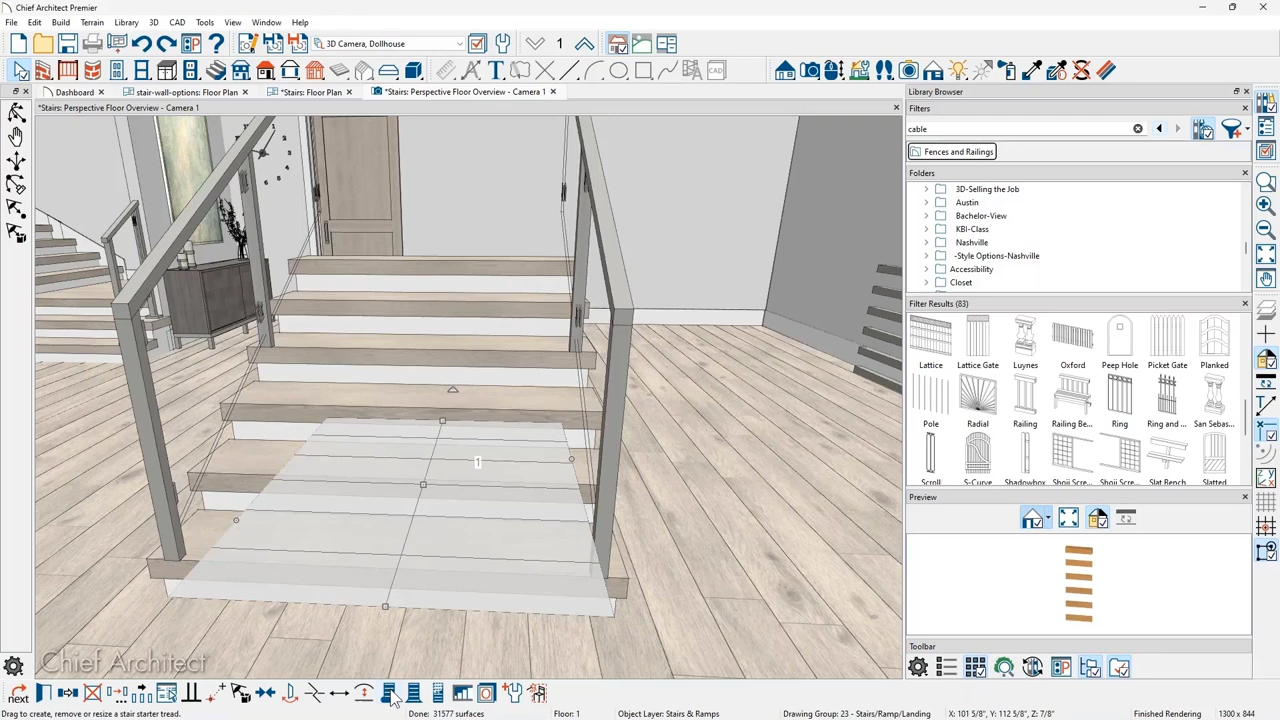 Chief Architect Premier
File Edit Build Terrain Library 3D CAD Tools View Window Help
3D Camera, Dollhouse
1
CAD
Dashboard
stair-wall-options: Floor Plan
*Stairs: Floor Plan
*Stairs: Perspective Floor Overview - Camera 1
*Stairs: Perspective Floor Overview - Camera 1
1
Chief Architect
next
Library Browser
Filters
cable
Fences and Railings
Folders
3D-Selling the Job
Austin
Bachelor-View
KBI-Class
Nashville
-Style Options-Nashville
Accessibility
Closet
Filter Results (83)
Lattice Lattice Gate Luynes Oxford Peep Hole Picket Gate Planked
Pole Radial Railing Railing Be... Ring Ring and ... San Sebas...
Scroll S-Curve Shadowbox Shoji Scree... Shoji Scree... Slat Bench Slatted
Preview
Toolbar
Drag to create, remove or resize a stair starter tread. Done: 31577 surfaces Floor: 1 Object Layer: Stairs & Ramps Drawing Group: 23 - Stairs/Ramp/Landing X: 101 5/8", Y: 112 5/8", Z: 7/8" 1300 x 844